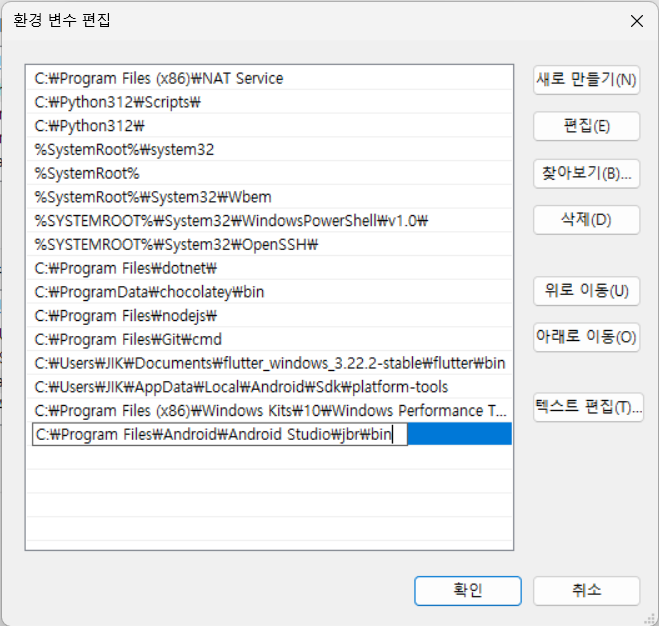 환경 변수 편집
C:₩Program Files (x86)₩NAT Service
C:₩Python312₩Scripts₩
C:₩Python312₩
%SystemRoot%₩system32
%SystemRoot%
%SystemRoot%₩System32₩Wbem
%SYSTEMROOT%₩System32₩WindowsPowerShell₩v1.0₩
%SYSTEMROOT%₩System32₩OpenSSH₩
C:₩Program Files₩dotnet₩
C:₩ProgramData₩chocolatey₩bin
C:₩Program Files₩nodejs₩
C:₩Program Files₩Git₩cmd
C:₩Users₩JIK₩Documents₩flutter_windows_3.22.2-stable₩flutter₩bin
C:₩Users₩JIK₩AppData₩Local₩Android₩Sdk₩platform-tools
C:₩Program Files (x86)₩Windows Kits₩10₩Windows Performance T...
C:₩Program Files₩Android₩Android Studio₩jbr₩bin
새로 만들기(N)
편집(E)
찾아보기(B)...
삭제(D)
위로 이동(U)
아래로 이동(O)
텍스트 편집(T)...
확인
취소